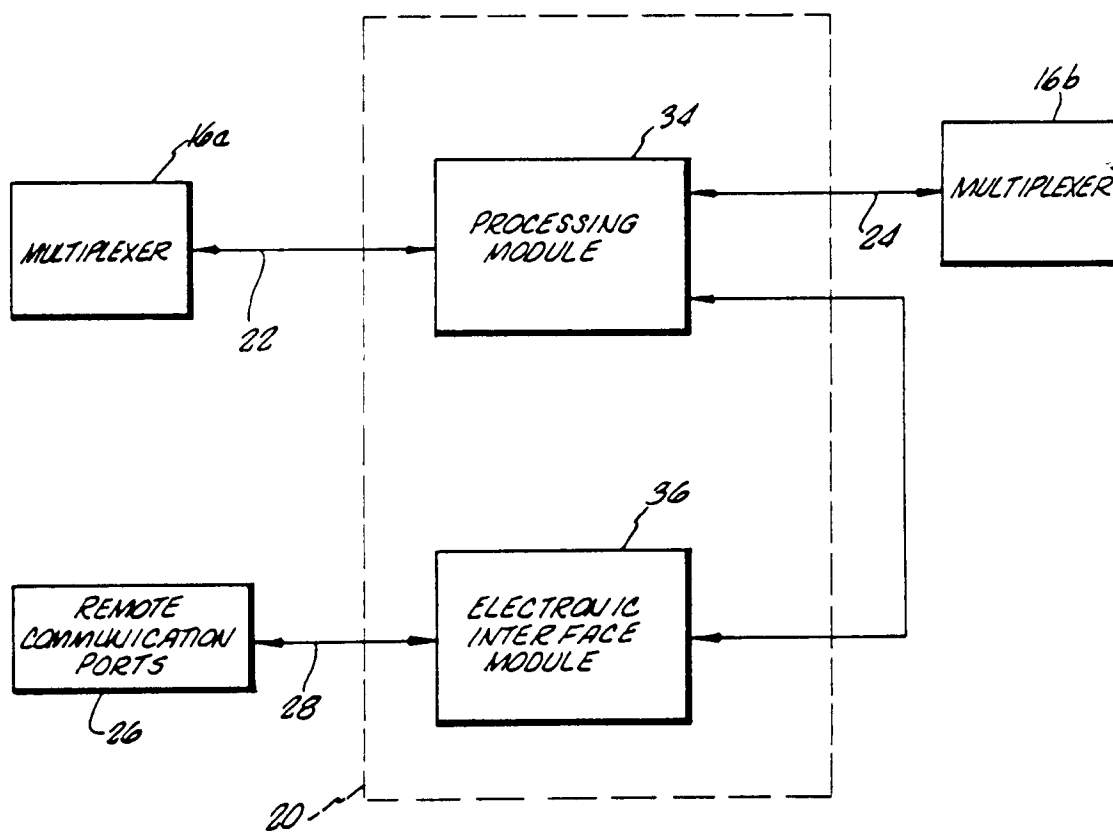 16a
34
16b
MULTIPLEXER
PROCESSING
MODULE
MULTIPLEXER
22
24
36
REMOTE
COMMUNICATION
PORTS
ELECTRONIC
INTERFACE
MODULE
26
28
20